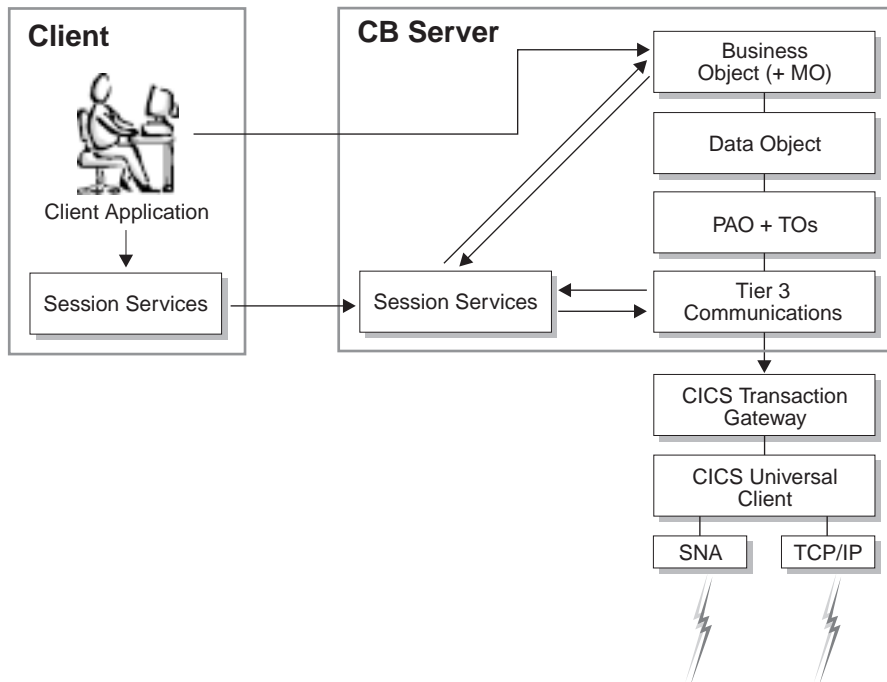 Client
Client Application
Session Services
CB Server
Business
Object (+ MO)
Data Object
PAO + TOs
Session Services
Tier 3
Communications
CICS Transaction
Gateway
CICS Universal
Client
SNA
TCP/IP